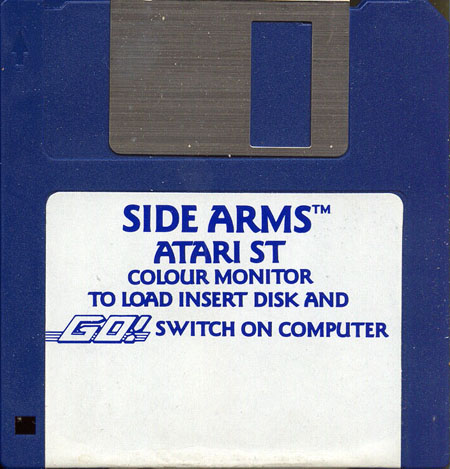 SIDE ARMS™
ATARI ST
COLOUR MONITOR
TO LOAD INSERT DISK AND
GO! SWITCH ON COMPUTER